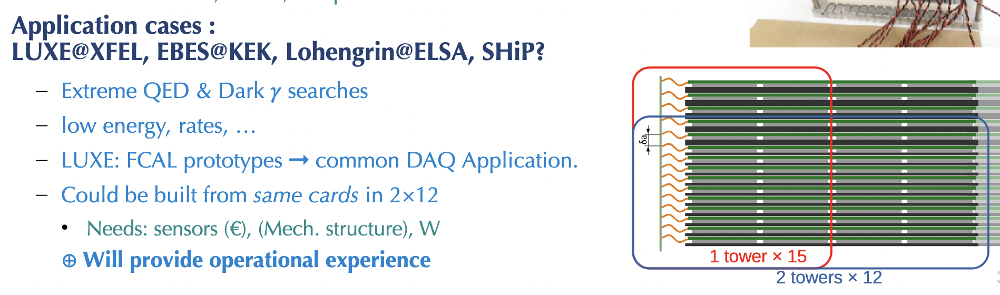 Application cases :
LUXE@XFEL, EBES@KEK, Lohengrin@ELSA, SHiP?
– Extreme QED & Dark γ searches
– low energy, rates, …
– LUXE: FCAL prototypes ➞ common DAQ Application.
– Could be built from same cards in 2×12
• Needs: sensors (€), (Mech. structure), W
⊕ Will provide operational experience
δa
1 tower × 15
2 towers × 12